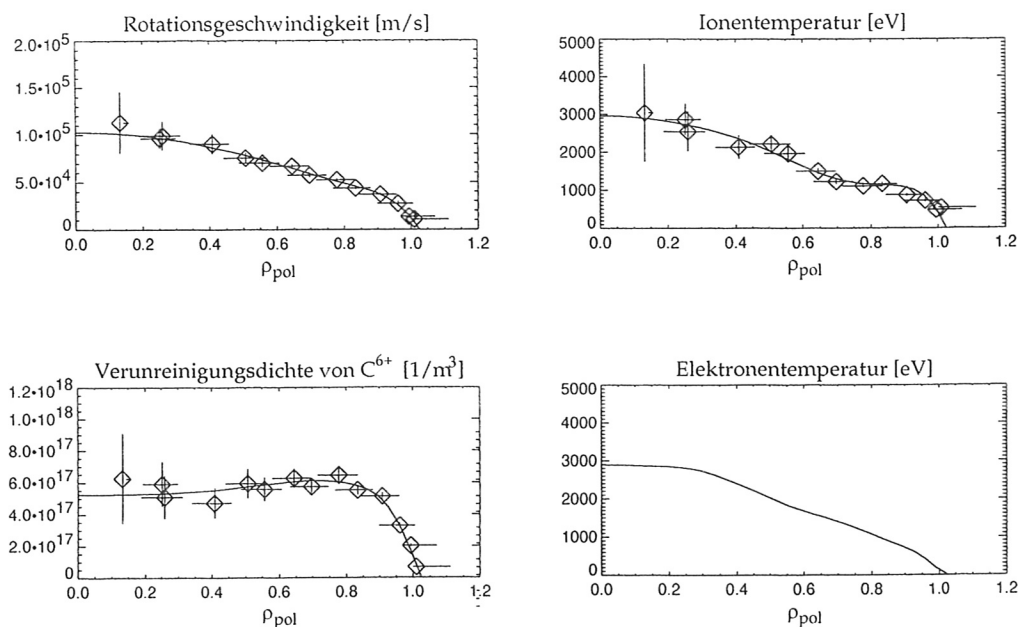 Rotationsgeschwindigkeit [m/s]
2.0•10⁵
1.5•10⁵
1.0•10⁵
5.0•10⁴
0
0.0 0.2 0.4 0.6 0.8 1.0 1.2
ρpol
Ionentemperatur [eV]
5000
4000
3000
2000
1000
0
0.0 0.2 0.4 0.6 0.8 1.0 1.2
ρpol
Verunreinigungsdichte von C⁶⁺ [1/m³]
1.2•10¹⁸
1.0•10¹⁸
8.0•10¹⁷
6.0•10¹⁷
4.0•10¹⁷
2.0•10¹⁷
0
0.0 0.2 0.4 0.6 0.8 1.0 1.2
ρpol
Elektronentemperatur [eV]
5000
4000
3000
2000
1000
0
0.0 0.2 0.4 0.6 0.8 1.0 1.2
ρpol